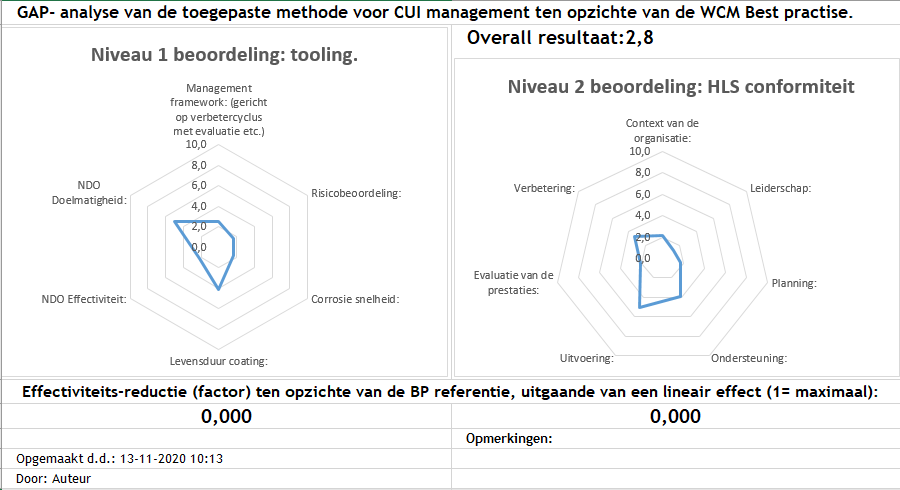 GAP- analyse van de toegepaste methode voor CUI management ten opzichte van de WCM Best practise.
Overall resultaat:2,8
Niveau 1 beoordeling: tooling.
Management
framework: (gericht
op verbetercyclus
met evaluatie etc.)
10,0
8,0
6,0
4,0
2,0
0,0
Risicobeoordeling:
Corrosie snelheid:
Levensduur coating:
NDO Effectiviteit:
NDO
Doelmatigheid:
Niveau 2 beoordeling: HLS conformiteit
Context van de
organisatie:
10,0
8,0
6,0
4,0
2,0
0,0
Leiderschap:
Planning:
Ondersteuning:
Uitvoering:
Evaluatie van de
prestaties:
Verbetering:
Effectiviteits-reductie (factor) ten opzichte van de BP referentie, uitgaande van een lineair effect (1= maximaal):
0,000
0,000
Opmerkingen:
Opgemaakt d.d.: 13-11-2020 10:13
Door: Auteur